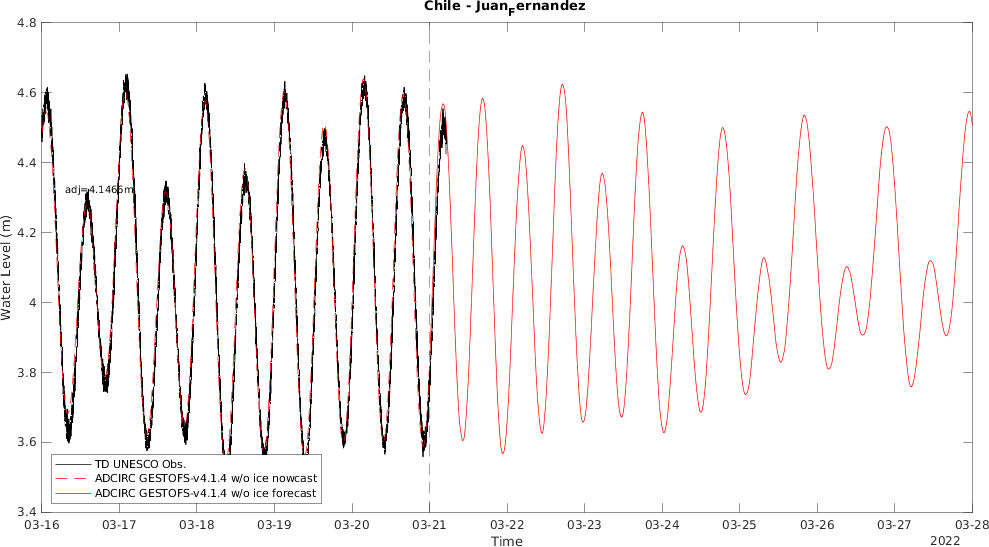 Chile - Juan_Fernandez
4.8
4.6
4.4
4.2
4
3.8
3.6
3.4
Water Level (m)
adj=4.1466m
TD UNESCO Obs.
ADCIRC GESTOFS-v4.1.4 w/o ice nowcast
ADCIRC GESTOFS-v4.1.4 w/o ice forecast
03-16 03-17 03-18 03-19 03-20 03-21 03-22 03-23 03-24 03-25 03-26 03-27 03-28
Time
2022